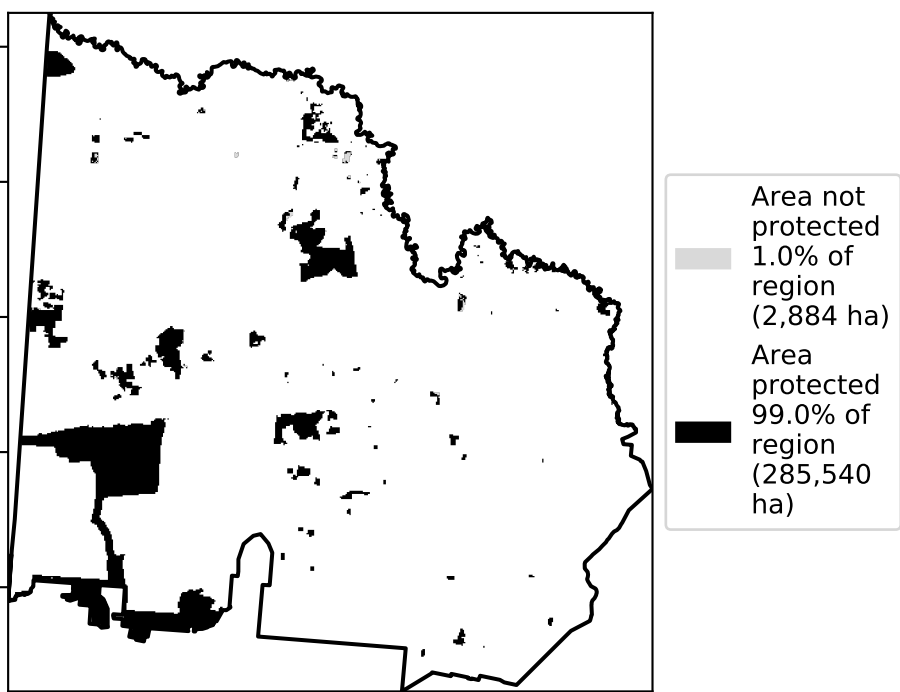 Area not
protected
1.0% of
region
(2,884 ha)
Area
protected
99.0% of
region
(285,540
ha)